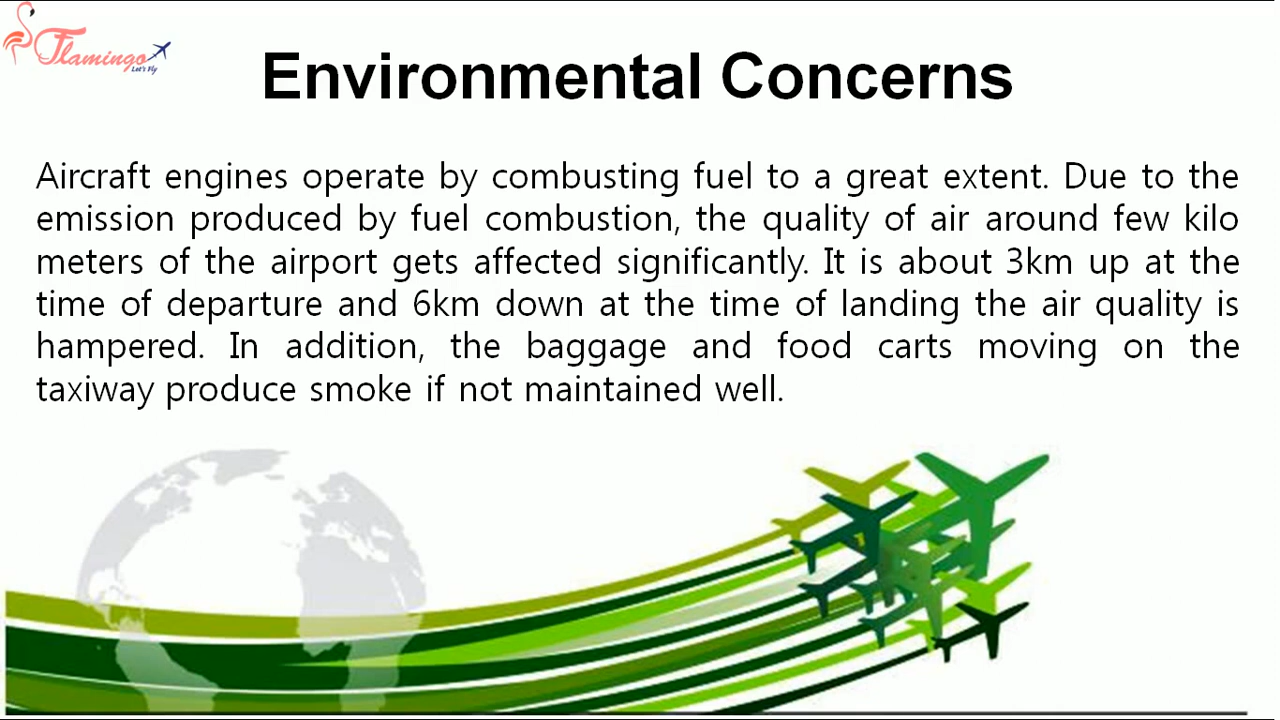 Flamingo
Let's Fly
Environmental Concerns
Aircraft engines operate by combusting fuel to a great extent. Due to the
emission produced by fuel combustion, the quality of air around few kilo
meters of the airport gets affected significantly. It is about 3km up at the
time of departure and 6km down at the time of landing the air quality is
hampered. In addition, the baggage and food carts moving on the
taxiway produce smoke if not maintained well.